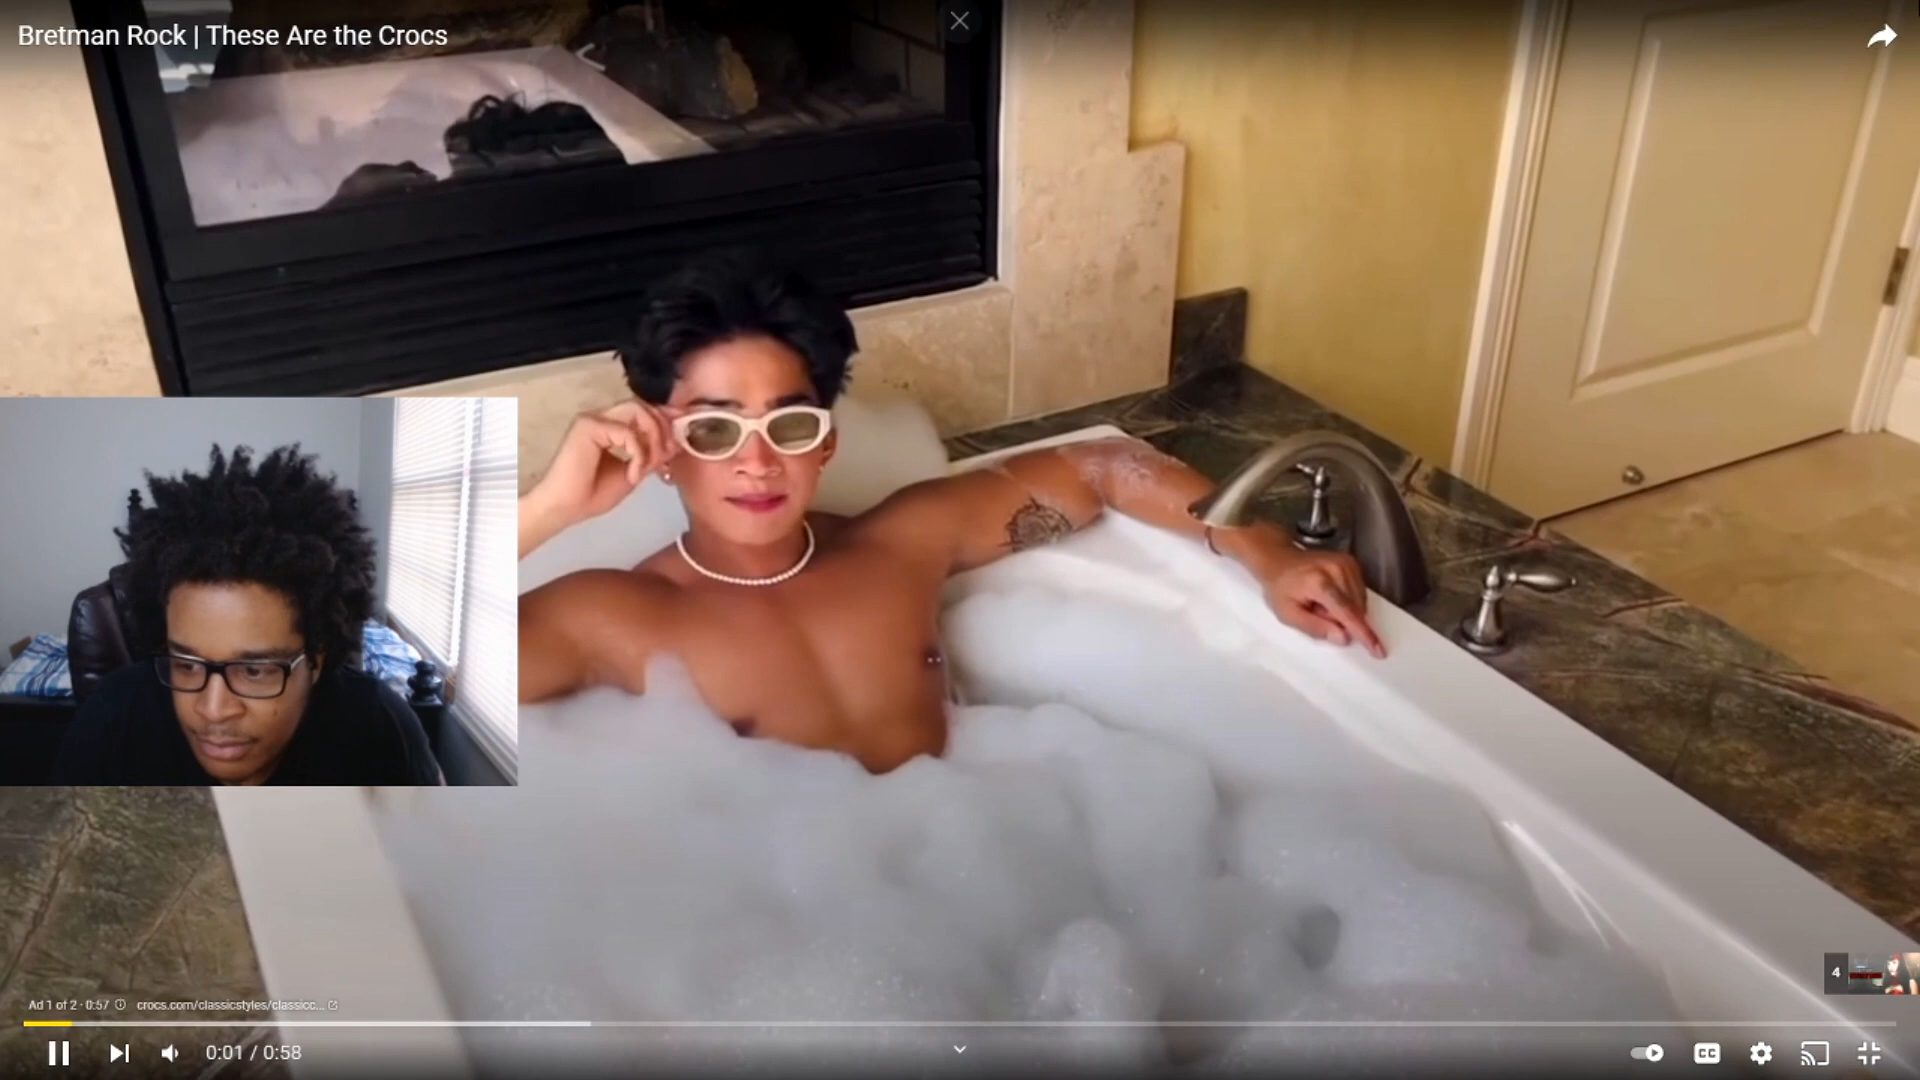 Bretman Rock | These Are the Crocs
4
Ad 1 of 2 · 0:57 crocs.com/classicstyles/classicc...
0:01 / 0:58
CC